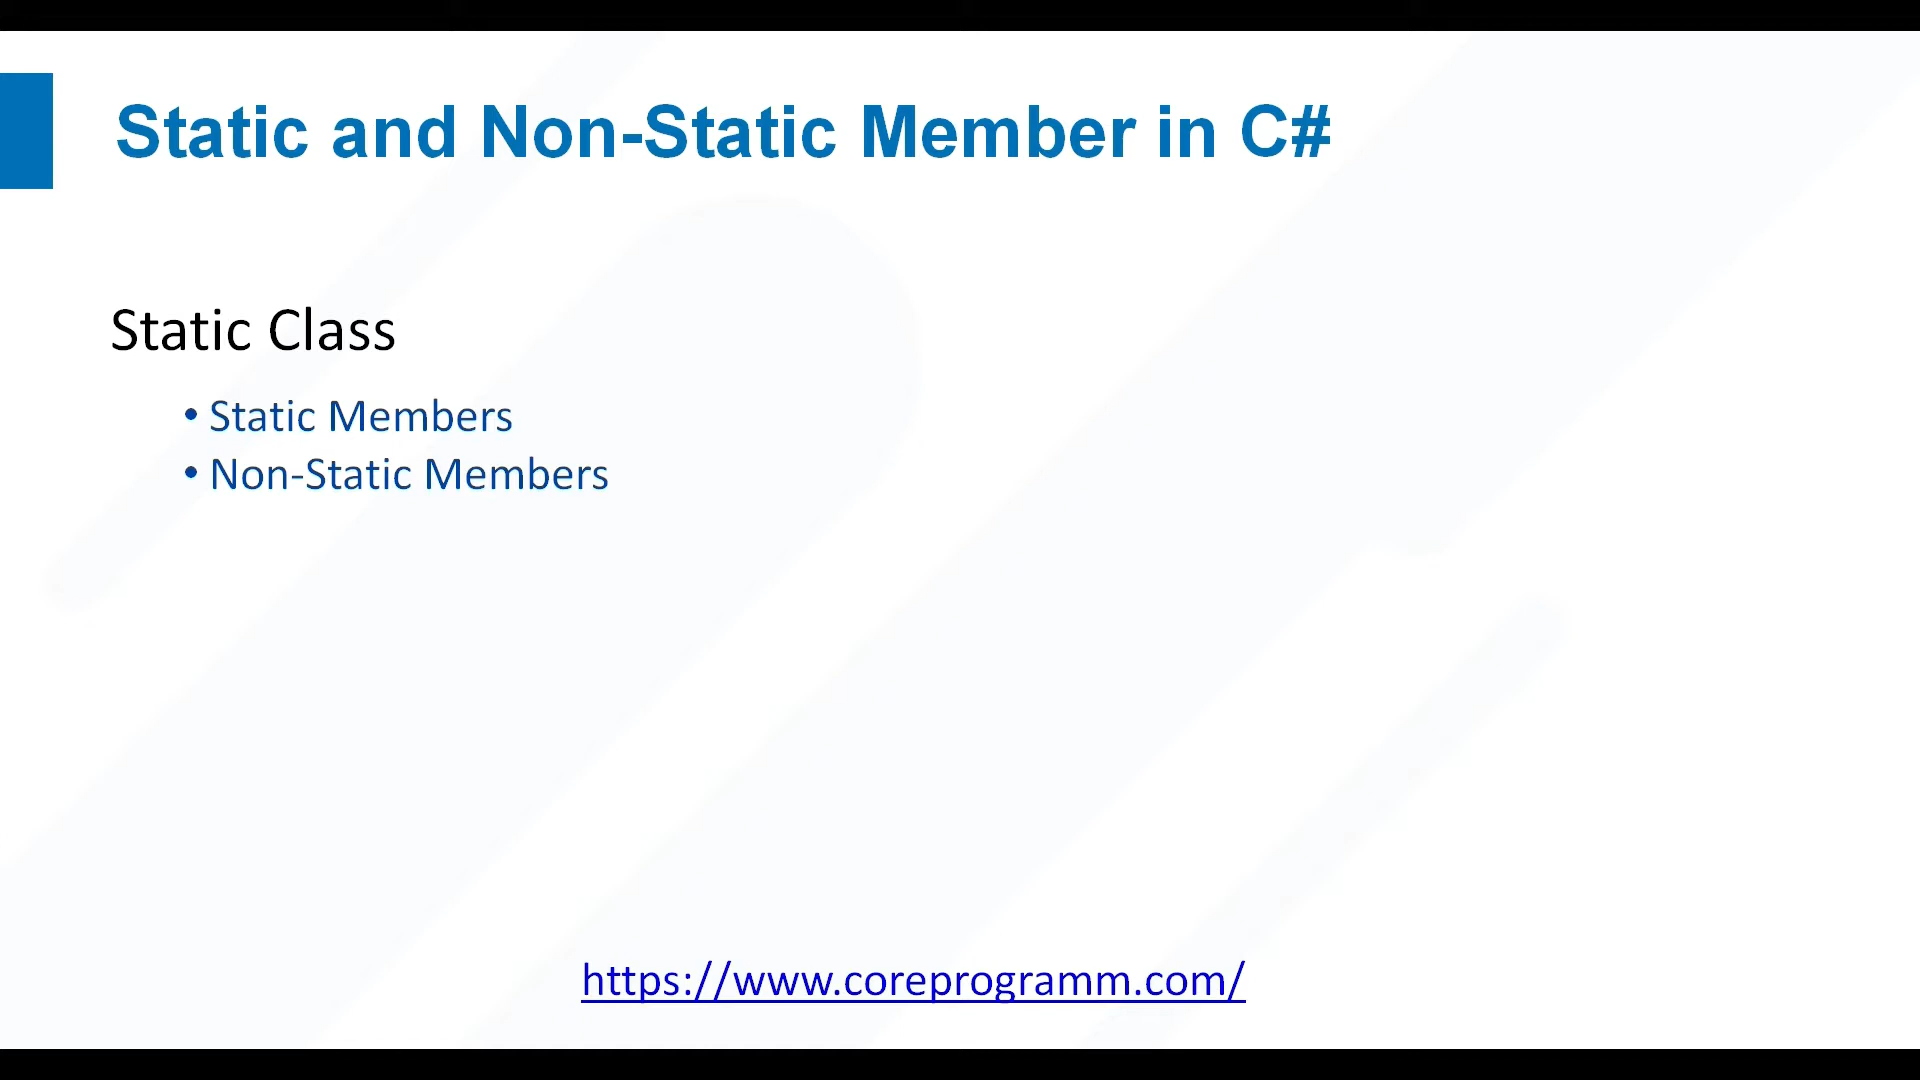 Static and Non-Static Member in C#
Static Class
• Static Members
• Non-Static Members
https://www.coreprogramm.com/